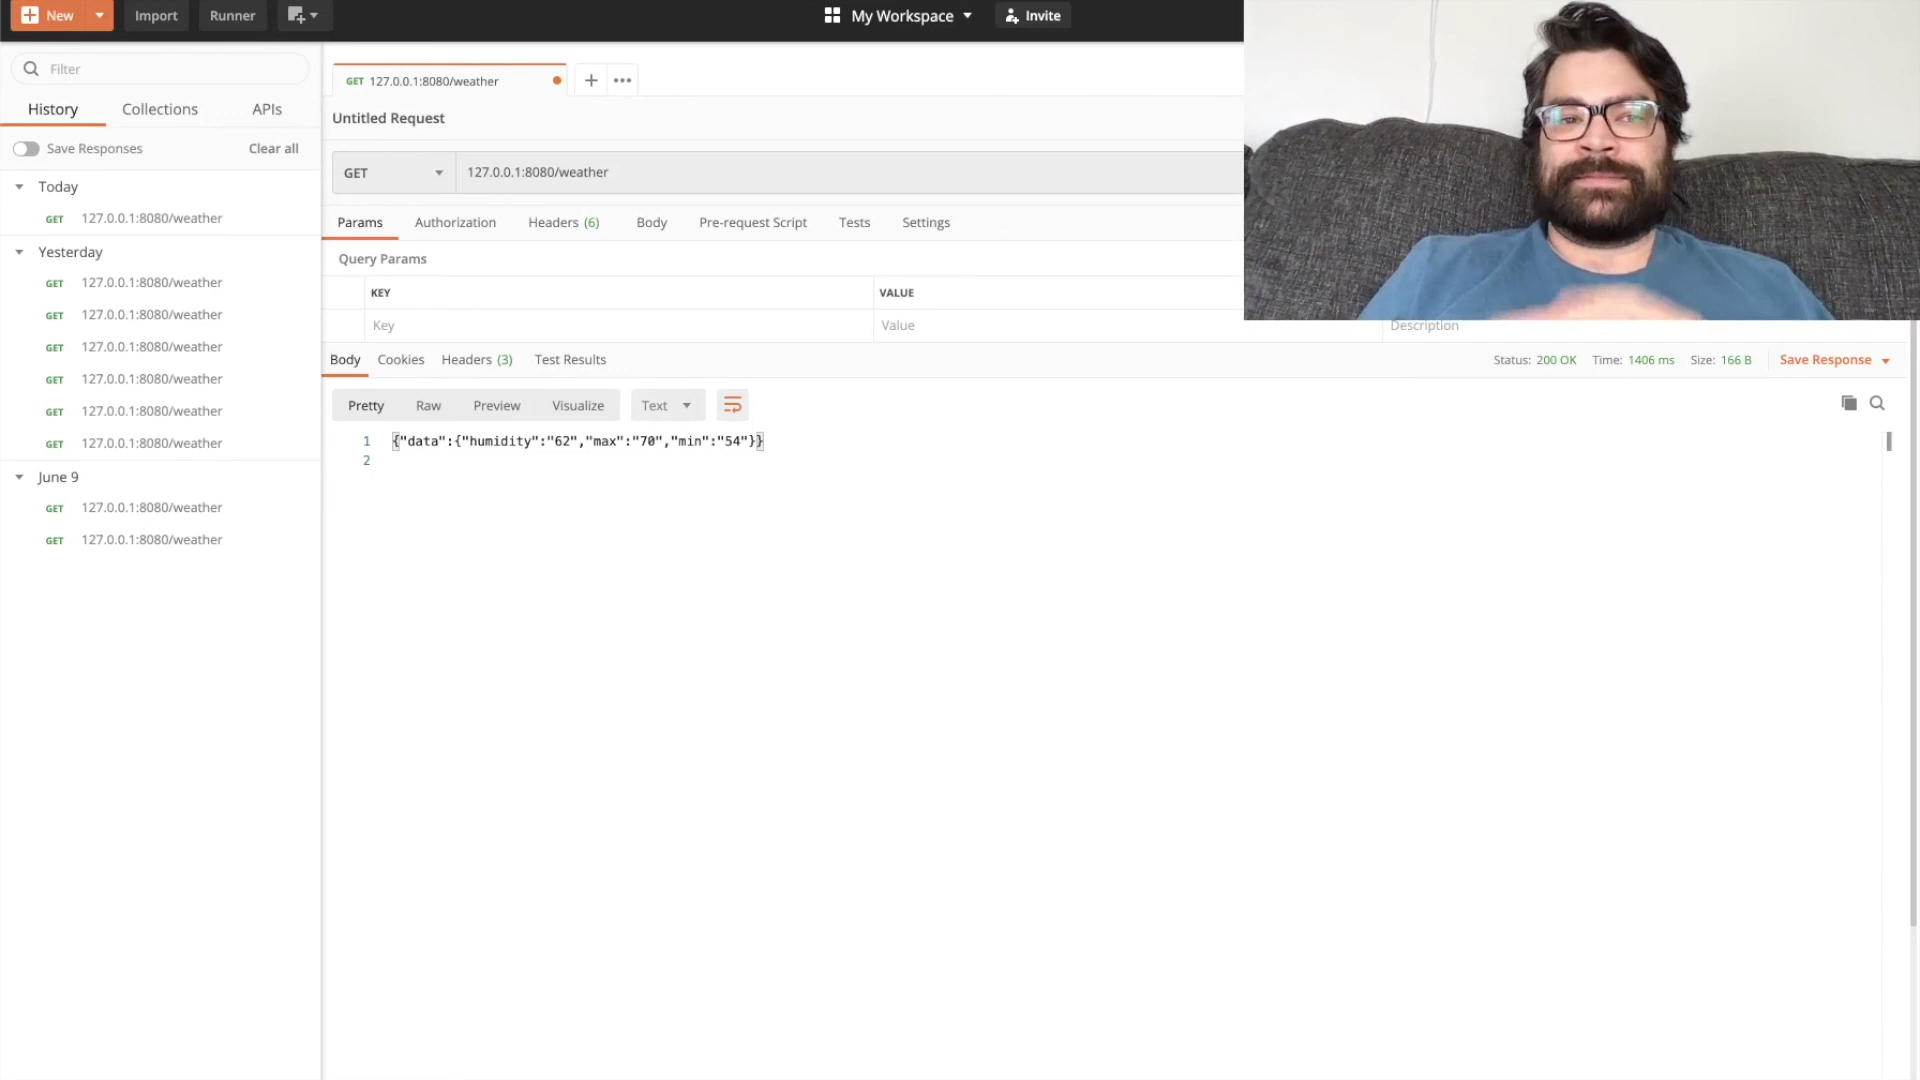 New
Import
Runner
My Workspace
Invite
Filter
History
Collections
APIs
Save Responses
Clear all
Today
GET 127.0.0.1:8080/weather
Yesterday
GET 127.0.0.1:8080/weather
GET 127.0.0.1:8080/weather
GET 127.0.0.1:8080/weather
GET 127.0.0.1:8080/weather
GET 127.0.0.1:8080/weather
GET 127.0.0.1:8080/weather
June 9
GET 127.0.0.1:8080/weather
GET 127.0.0.1:8080/weather
GET 127.0.0.1:8080/weather
Untitled Request
GET 127.0.0.1:8080/weather
Params Authorization Headers (6) Body Pre-request Script Tests Settings
Query Params
KEY VALUE
Key Value Description
Body Cookies Headers (3) Test Results Status: 200 OK Time: 1406 ms Size: 166 B Save Response
Pretty Raw Preview Visualize Text
1 {"data":{"humidity":"62","max":"70","min":"54"}}
2